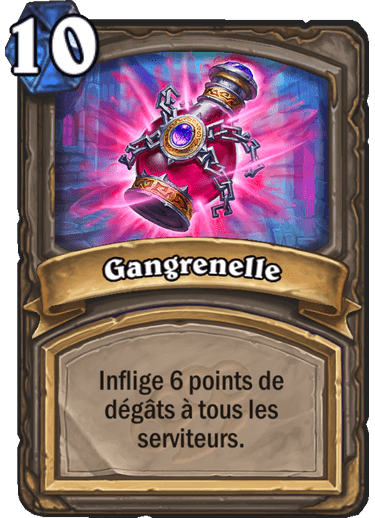 10
Gangrenelle
Inflige 6 points de
dégâts à tous les
serviteurs.